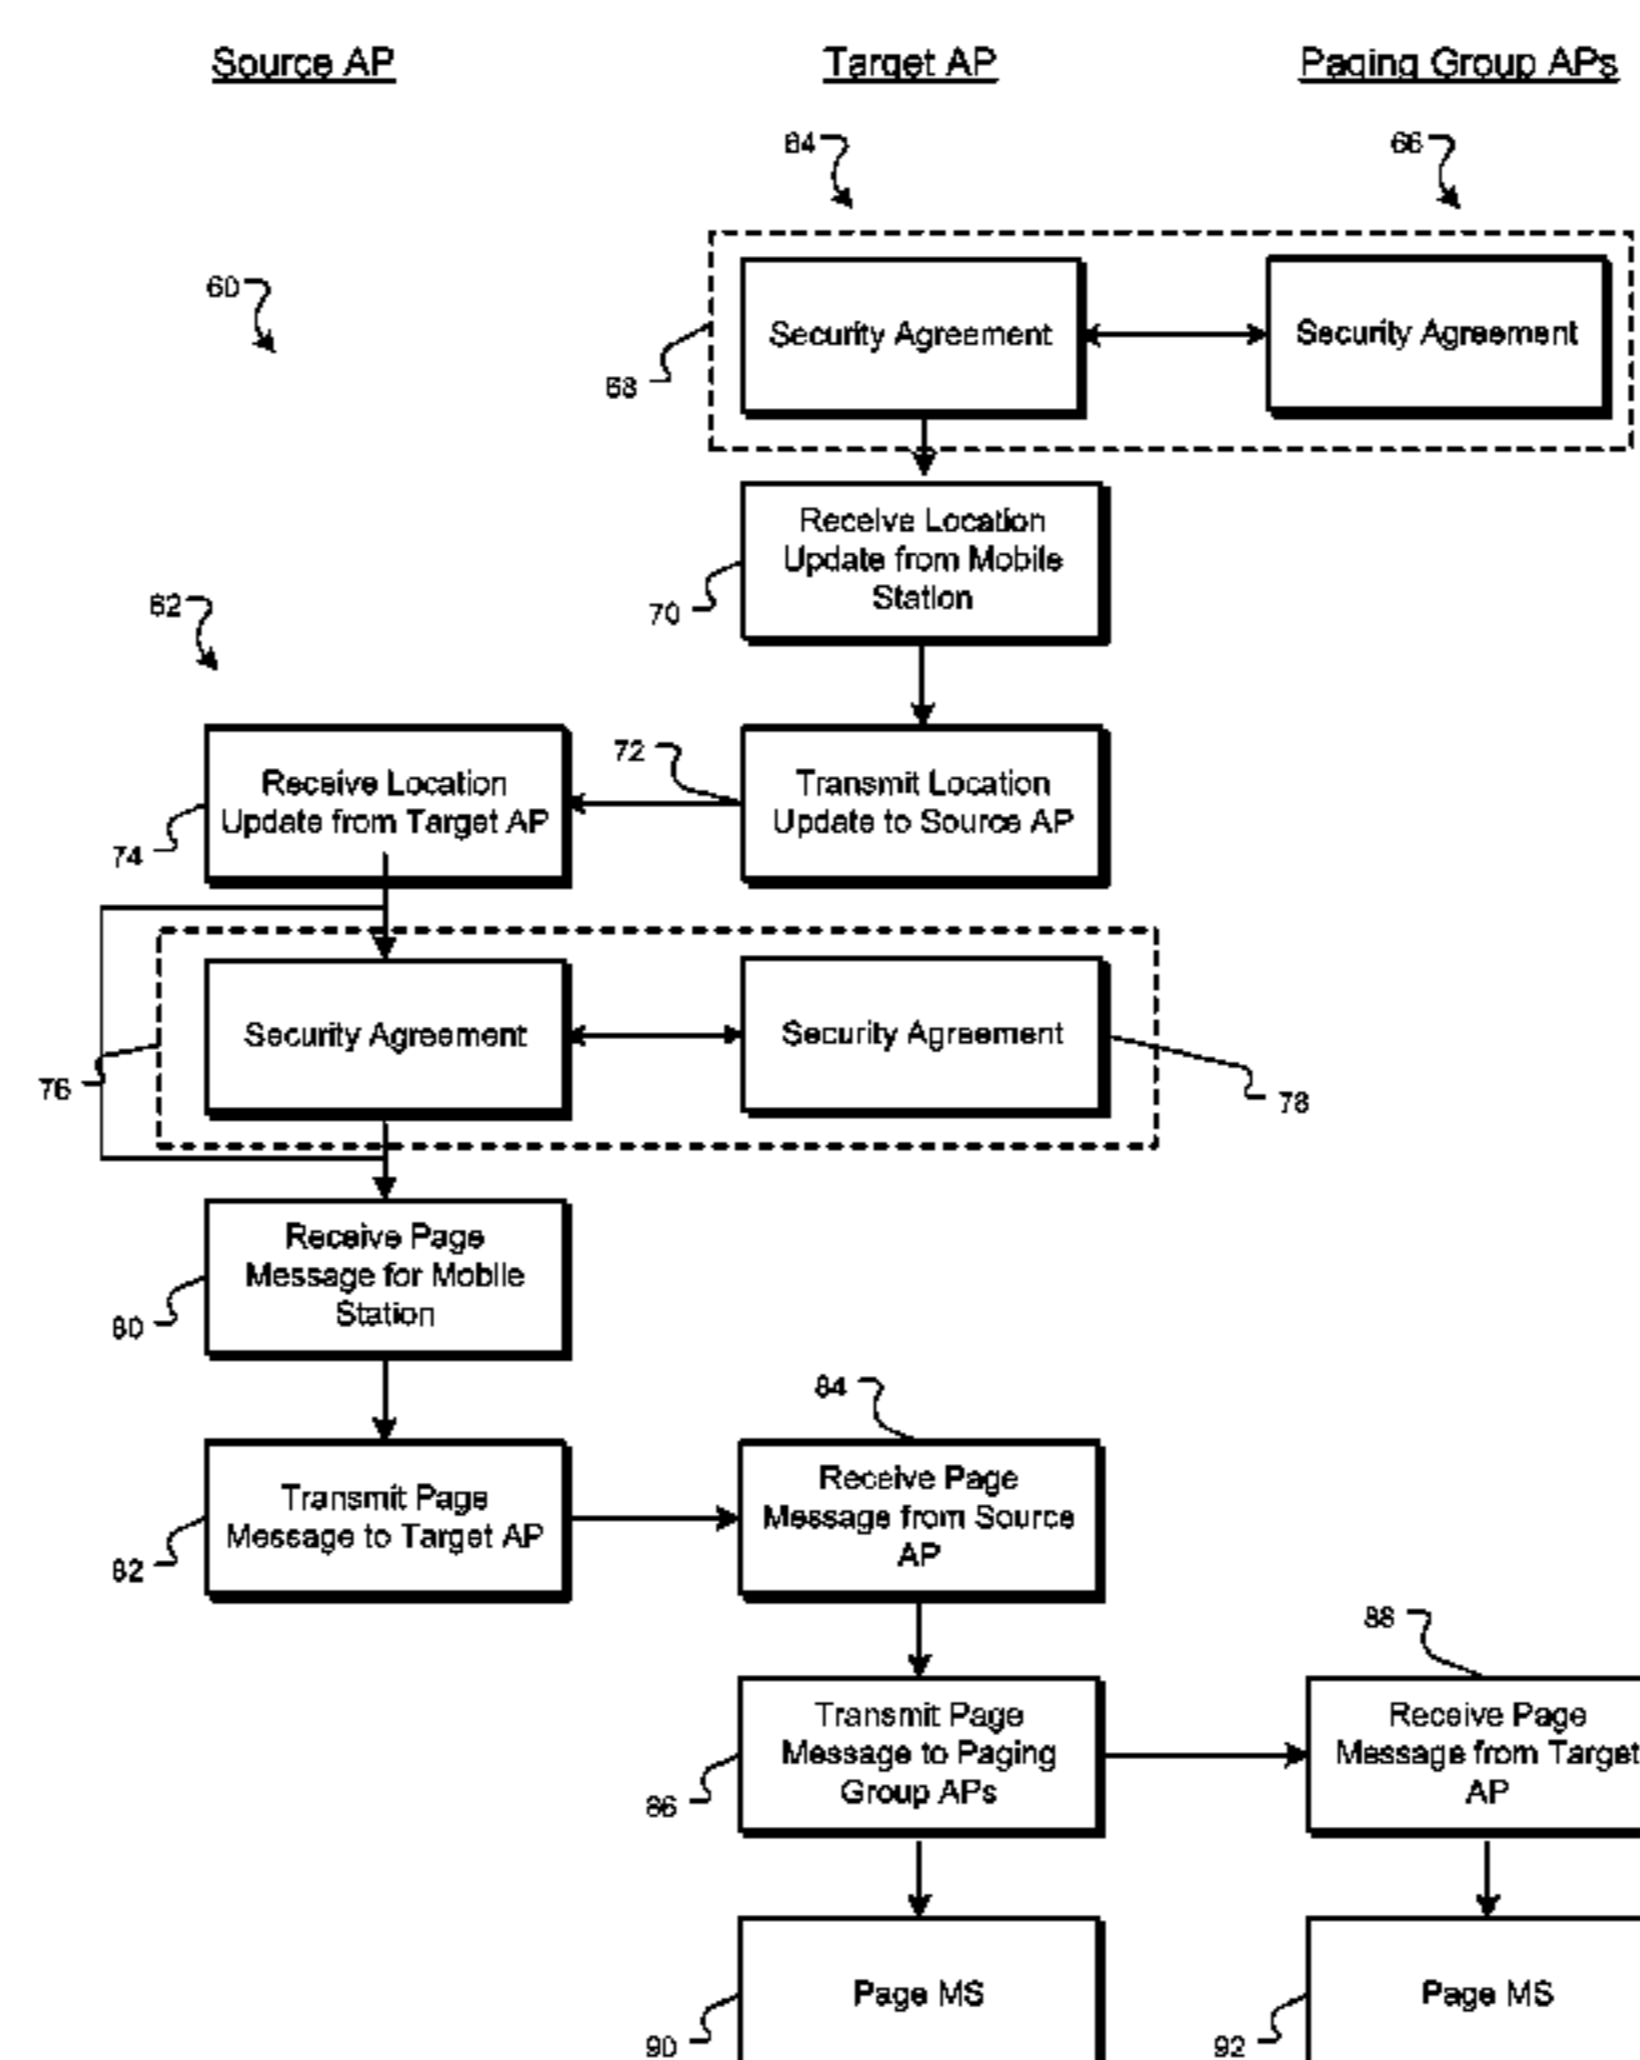 Source AP
Target AP
Paging Group APs
64
66
60
Security Agreement
Security Agreement
68
Receive Location
Update from Mobile
Station
70
62
72
Receive Location
Update from Target AP
Transmit Location
Update to Source AP
74
Security Agreement
Security Agreement
76
78
Receive Page
Message for Mobile
Station
80
84
Transmit Page
Message to Target AP
Receive Page
Message from Source
AP
82
88
Transmit Page
Message to Paging
Group APs
Receive Page
Message from Target
AP
86
Page MS
Page MS
90
92